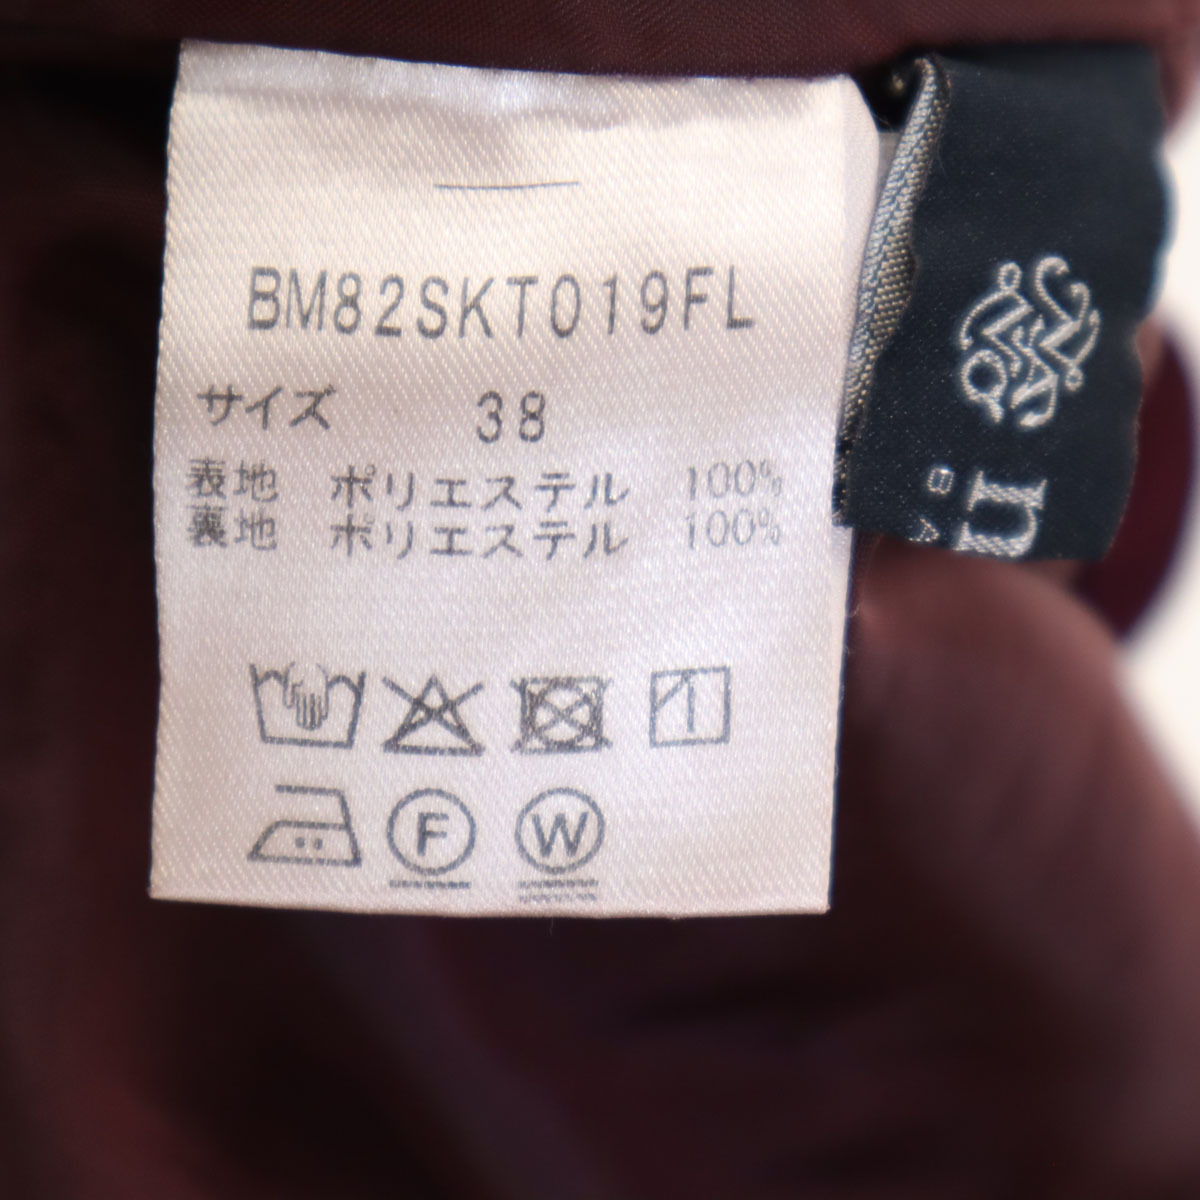 BM82SKT019FL
サイズ 38
表地 ポリエステル 100%
裏地 ポリエステル 100%
F
W